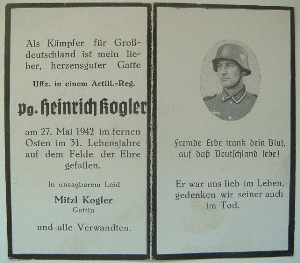 Als Kämpfer für Groß-
deutschland ist mein lie-
ber, herzensguter Gatte
Uffz. in einem Artill.-Reg.
Pg. Heinrich Kogler
am 27. Mai 1942 im fernen
Osten im 31. Lebensjahre
auf dem Felde der Ehre
gefallen.
In unsagbarem Leid
Mitzl Kogler
Gattin
und alle Verwandten.
Fremde Erde trank dein Blut,
auf daß Deutschland lebe!
Er war uns lieb im Leben,
gedenken wir seiner auch
im Tod.